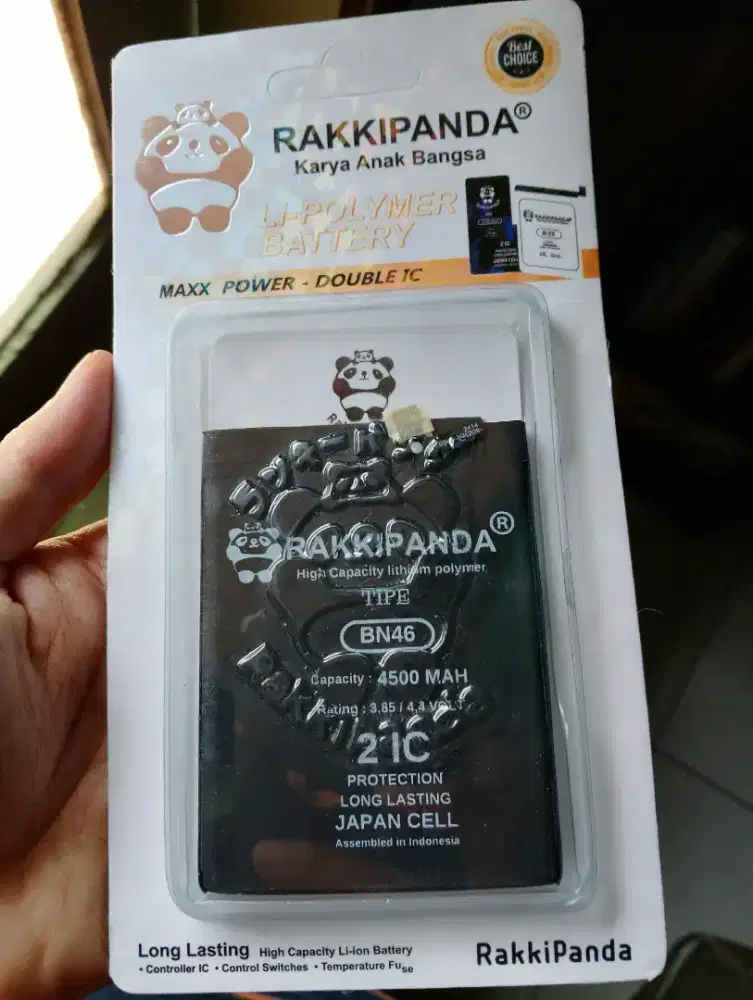 Best
CHOICE
RAKKIPANDA®
Karya Anak Bangsa
LI-POLYMER
BATTERY
MAXX POWER - DOUBLE IC
RAKKIPANDA®
High Capacity lithium polymer
TIPE
BN46
Capacity : 4500 MAH
Rating : 3.85 / 4,4 VOLT
2 IC
PROTECTION
LONG LASTING
JAPAN CELL
Assembled in Indonesia
Long Lasting High Capacity Li-ion Battery
• Controller IC • Control Switches • Temperature Fuse
RakkiPanda